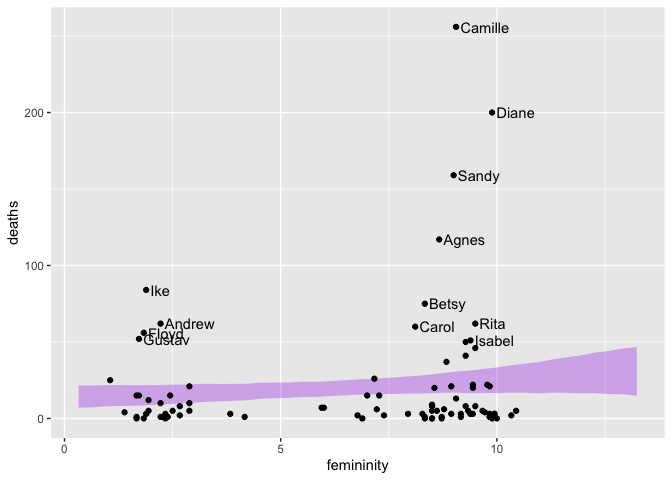 Camille
Diane
Sandy
Agnes
Ike
Betsy
Andrew
Carol
Rita
Floyd
Gustav
Isabel
200
100
0
deaths
0
5
10
femininity